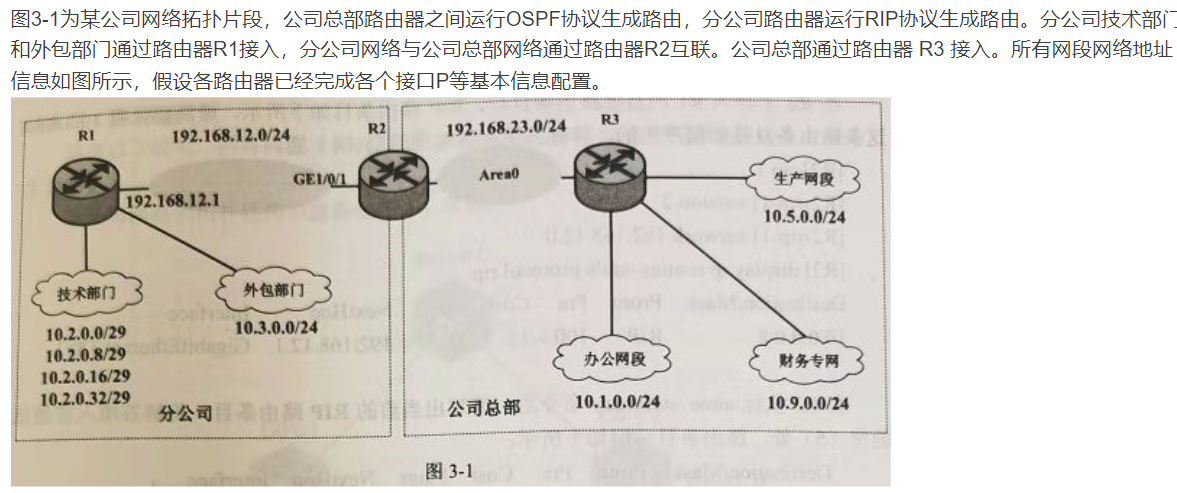 图3-1为某公司网络拓扑片段，公司总部路由器之间运行OSPF协议生成路由，分公司路由器运行RIP协议生成路由。分公司技术部门
和外包部门通过路由器R1接入，分公司网络与公司总部网络通过路由器R2互联。公司总部通过路由器 R3 接入。所有网段网络地址
信息如图所示，假设各路由器已经完成各个接口P等基本信息配置。
R1
192.168.12.0/24
R2
192.168.23.0/24
R3
GE1/0/1
Area0
192.168.12.1
生产网段
10.5.0.0/24
技术部门
外包部门
10.2.0.0/29
10.2.0.8/29
10.2.0.16/29
10.2.0.32/29
10.3.0.0/24
办公网段
财务专网
10.1.0.0/24
10.9.0.0/24
分公司
公司总部
图 3-1